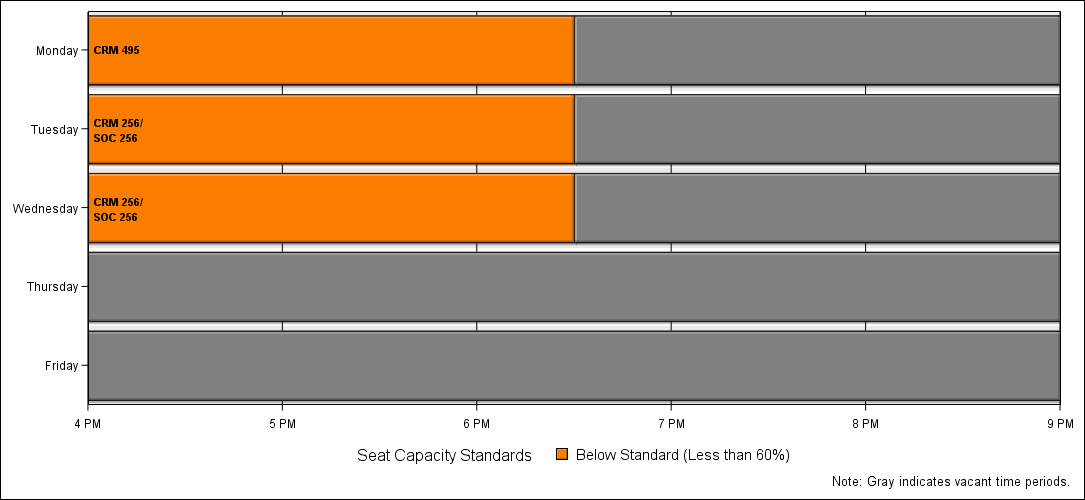 Monday
CRM 495
Tuesday
CRM 256/
SOC 256
Wednesday
CRM 256/
SOC 256
Thursday
Friday
4 PM 5 PM 6 PM 7 PM 8 PM 9 PM
Seat Capacity Standards Below Standard (Less than 60%)
Note: Gray indicates vacant time periods.